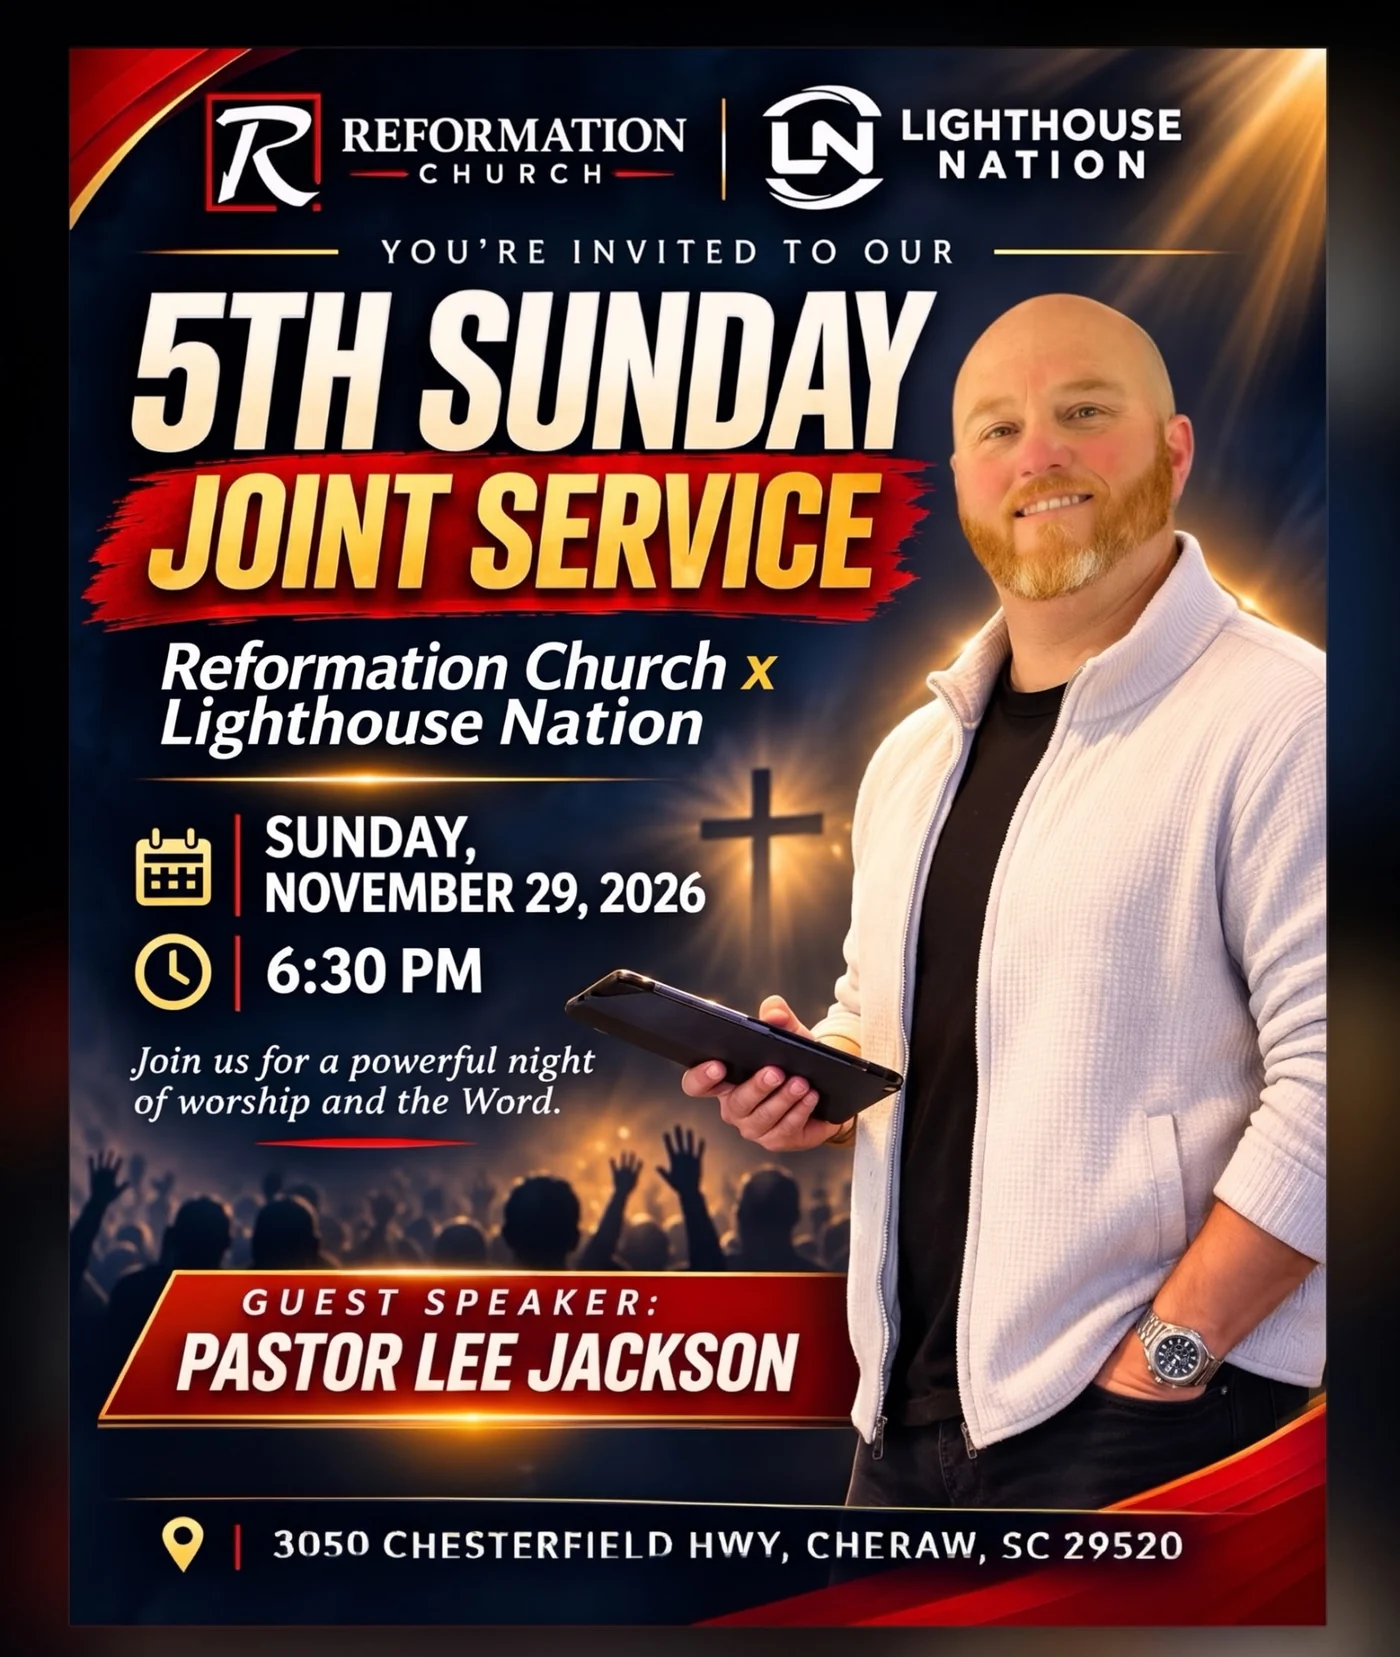 R.
REFORMATION
CHURCH
LN
LIGHTHOUSE
NATION
YOU'RE INVITED TO OUR
5TH SUNDAY
JOINT SERVICE
Reformation Church x
Lighthouse Nation
SUNDAY,
NOVEMBER 29, 2026
6:30 PM
Join us for a powerful night
of worship and the Word.
GUEST SPEAKER:
PASTOR LEE JACKSON
3050 CHESTERFIELD HWY, CHERAW, SC 29520